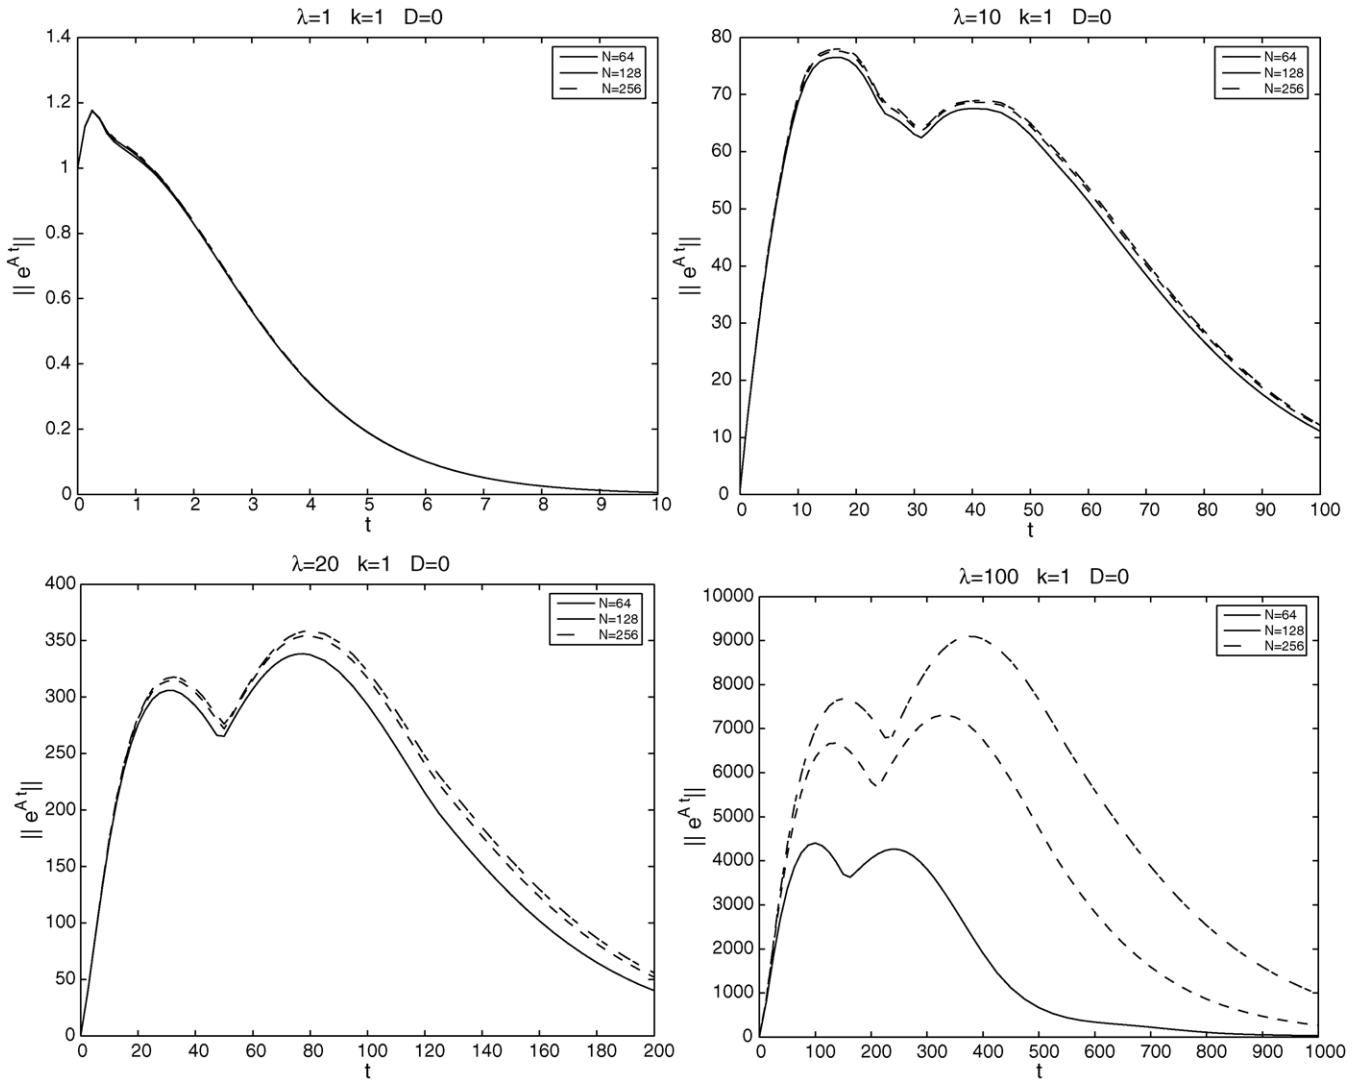 λ=1 k=1 D=0
1.4
1.2
1
0.8
0.6
0.4
0.2
0
|| e^{A t}||
N=64
N=128
N=256
0 1 2 3 4 5 6 7 8 9 10
t
λ=10 k=1 D=0
80
70
60
50
40
30
20
10
0
|| e^{A t}||
N=64
N=128
N=256
0 10 20 30 40 50 60 70 80 90 100
t
λ=20 k=1 D=0
400
350
300
250
200
150
100
50
0
|| e^{A t}||
N=64
N=128
N=256
0 20 40 60 80 100 120 140 160 180 200
t
λ=100 k=1 D=0
10000
9000
8000
7000
6000
5000
4000
3000
2000
1000
0
|| e^{A t}||
N=64
N=128
N=256
0 100 200 300 400 500 600 700 800 900 1000
t